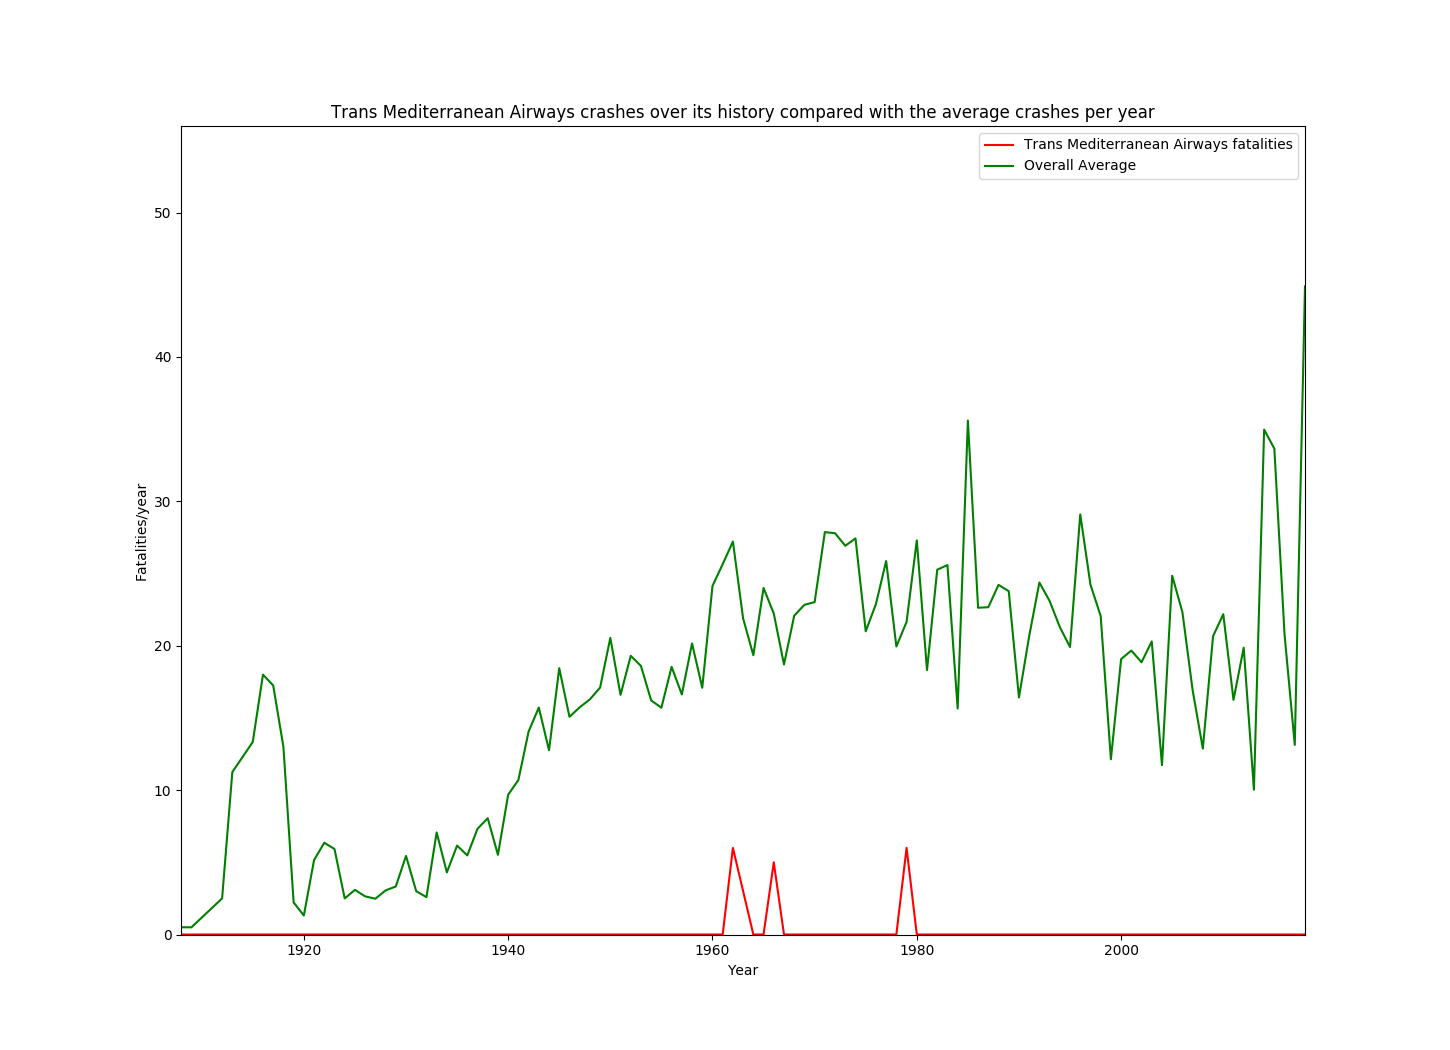 Trans Mediterranean Airways crashes over its history compared with the average crashes per year
Trans Mediterranean Airways fatalities
Overall Average
50
40
30
20
10
0
Fatalities/year
1920 1940 1960 1980 2000
Year